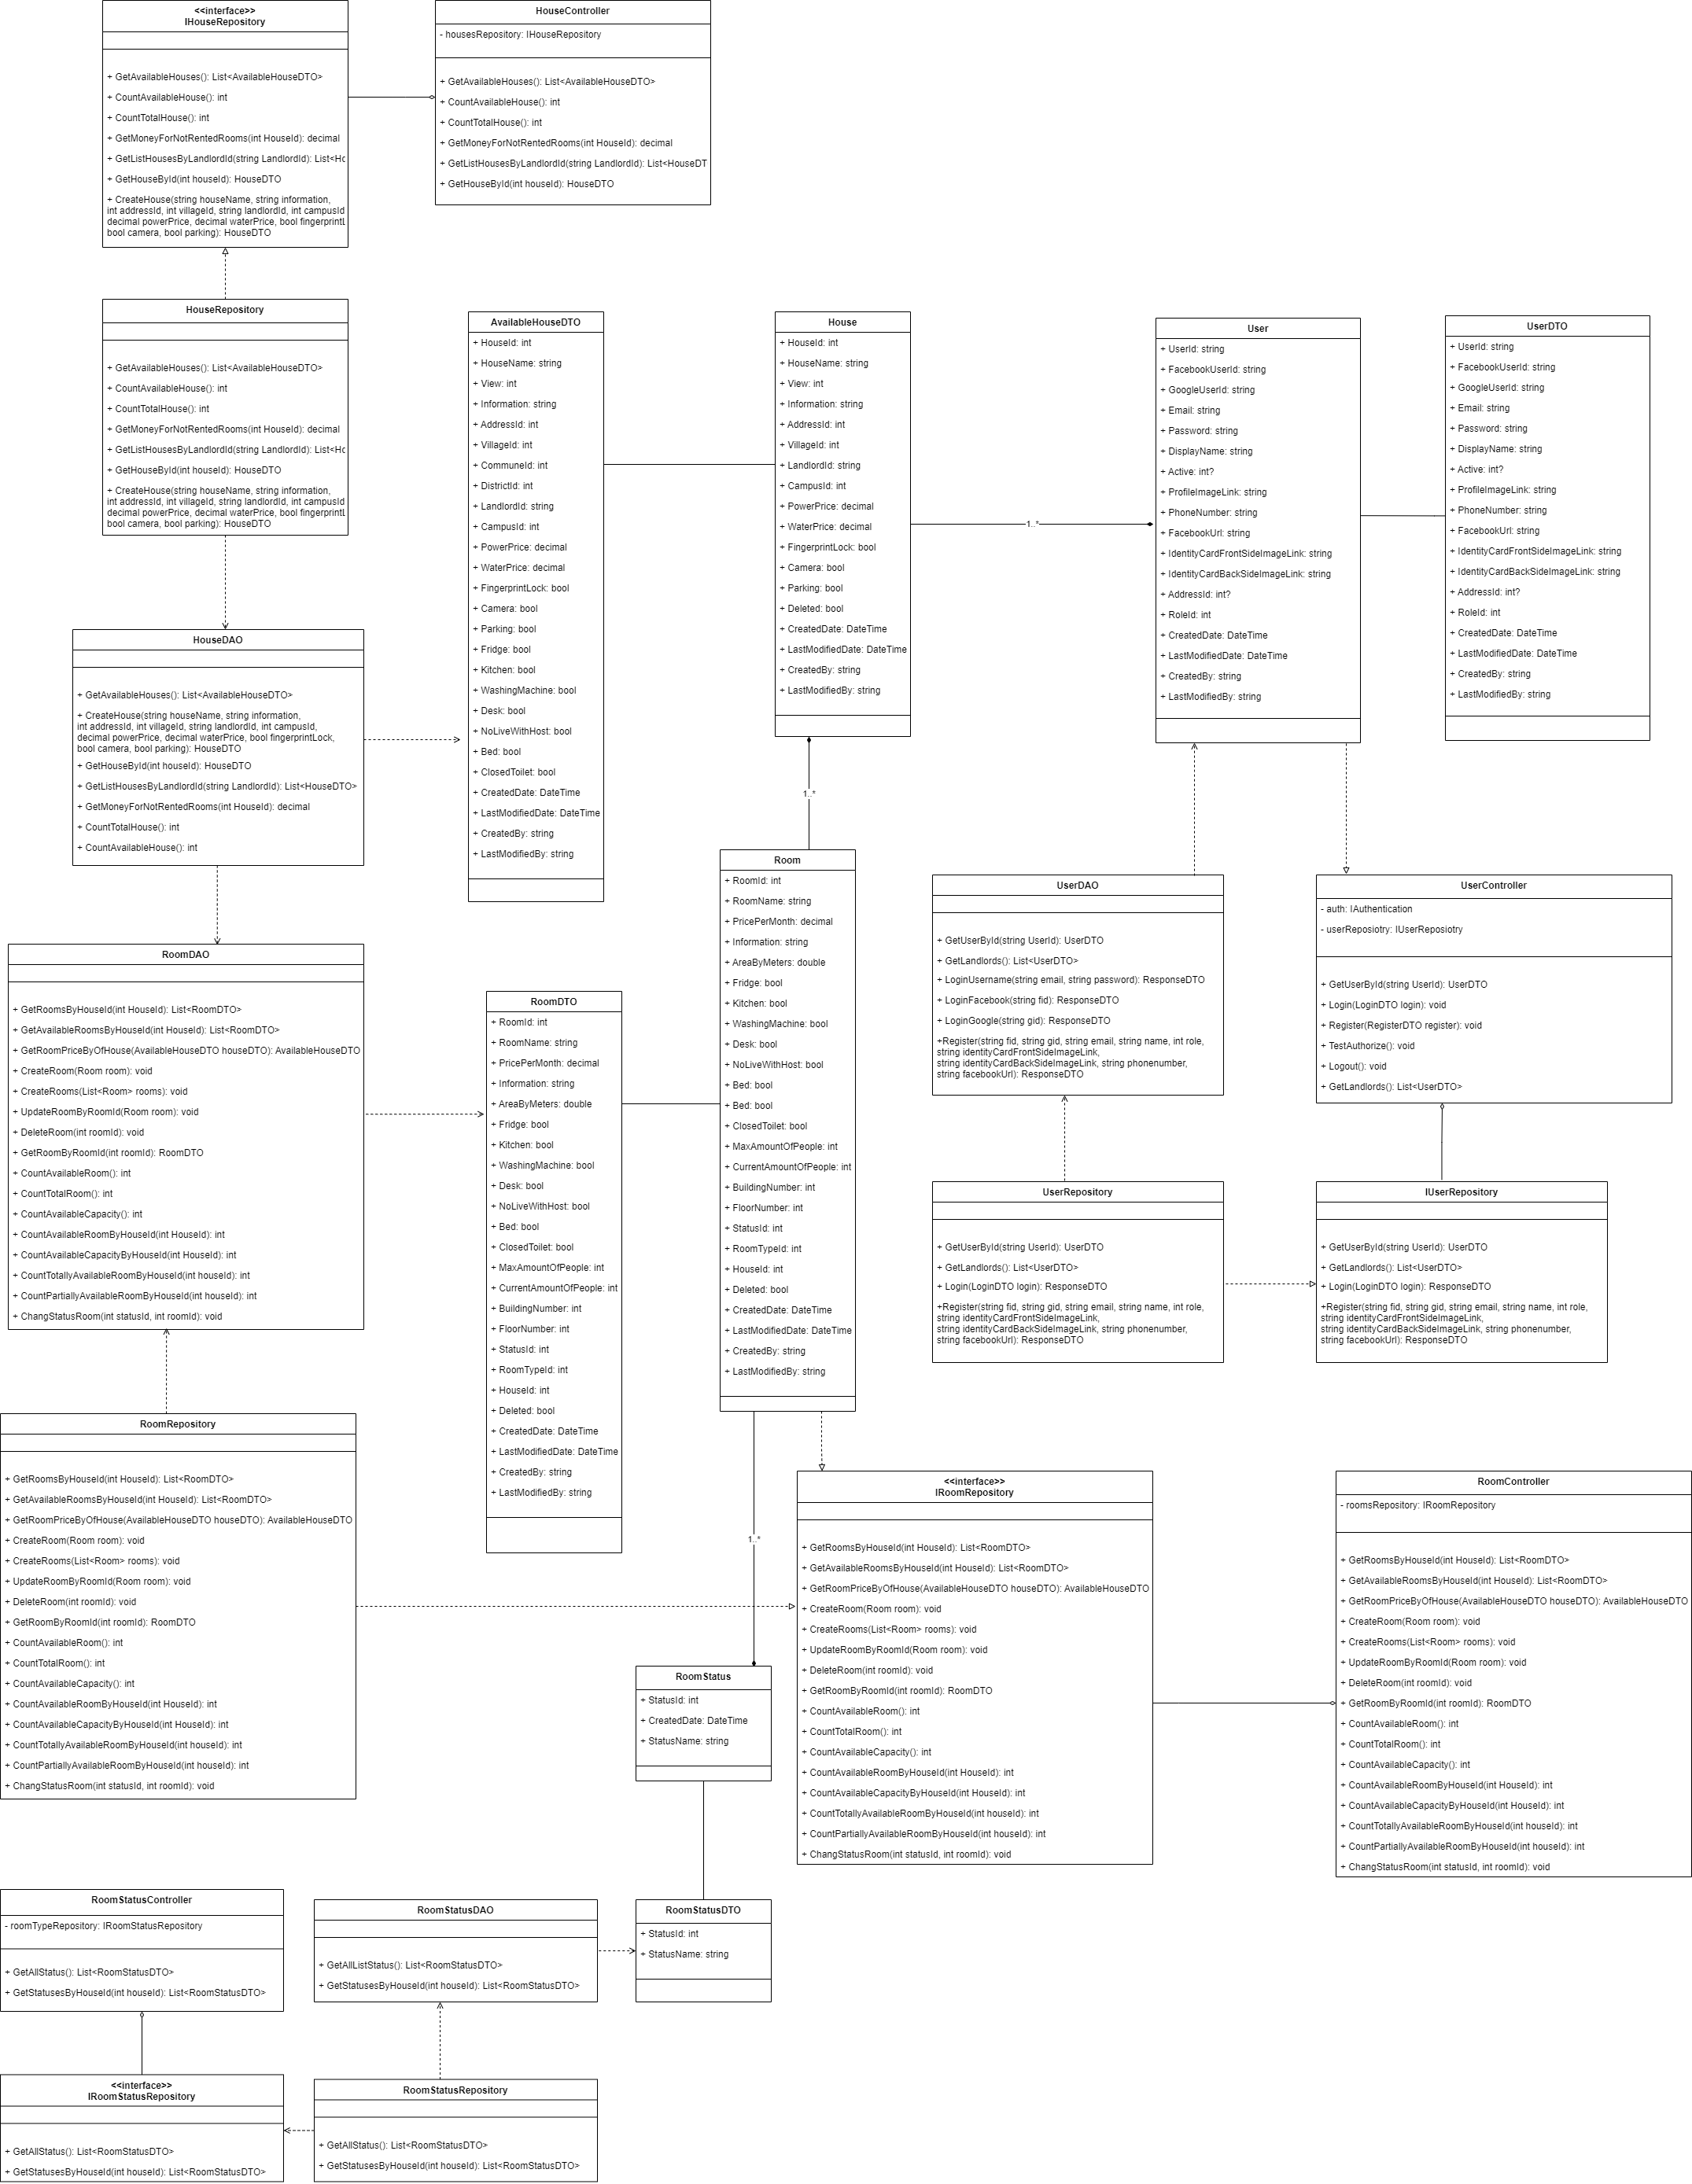 <<interface>>
IHouseRepository
+ GetAvailableHouses(): List<AvailableHouseDTO>
+ CountAvailableHouse(): int
+ CountTotalHouse(): int
+ GetMoneyForNotRentedRooms(int HouseId): decimal
+ GetListHousesByLandlordId(string LandlordId): List<Hc
+ GetHouseById(int houseId): HouseDTO
+ CreateHouse(string houseName, string information,
int addressId, int villageId, string landlordId, int campusId
decimal powerPrice, decimal waterPrice, bool fingerprintL
bool camera, bool parking): HouseDTO
HouseController
- housesRepository: IHouseRepository
+ GetAvailableHouses(): List<AvailableHouseDTO>
+ CountAvailableHouse(): int
+ CountTotalHouse(): int
+ GetMoneyForNotRentedRooms(int HouseId): decimal
+ GetListHousesByLandlordId(string LandlordId): List<HouseDT
+ GetHouseById(int houseId): HouseDTO
HouseRepository
+ GetAvailableHouses(): List<AvailableHouseDTO>
+ CountAvailableHouse(): int
+ CountTotalHouse(): int
+ GetMoneyForNotRentedRooms(int HouseId): decimal
+ GetListHousesByLandlordId(string LandlordId): List<Hc
+ GetHouseById(int houseId): HouseDTO
+ CreateHouse(string houseName, string information,
int addressId, int villageId, string landlordId, int campusId
decimal powerPrice, decimal waterPrice, bool fingerprintL
bool camera, bool parking): HouseDTO
AvailableHouseDTO
+ HouseId: int
+ HouseName: string
+ View: int
+ Information: string
+ AddressId: int
+ VillageId: int
+ CommuneId: int
+ DistrictId: int
+ LandlordId: string
+ CampusId: int
+ PowerPrice: decimal
+ WaterPrice: decimal
+ FingerprintLock: bool
+ Camera: bool
+ Parking: bool
+ Fridge: bool
+ Kitchen: bool
+ WashingMachine: bool
+ Desk: bool
+ NoLiveWithHost: bool
+ Bed: bool
+ ClosedToilet: bool
+ CreatedDate: DateTime
+ LastModifiedDate: DateTime
+ CreatedBy: string
+ LastModifiedBy: string
House
+ HouseId: int
+ HouseName: string
+ View: int
+ Information: string
+ AddressId: int
+ VillageId: int
+ LandlordId: string
+ CampusId: int
+ PowerPrice: decimal
+ WaterPrice: decimal
+ FingerprintLock: bool
+ Camera: bool
+ Parking: bool
+ Deleted: bool
+ CreatedDate: DateTime
+ LastModifiedDate: DateTime
+ CreatedBy: string
+ LastModifiedBy: string
1..*
User
+ UserId: string
+ FacebookUserId: string
+ GoogleUserId: string
+ Email: string
+ Password: string
+ DisplayName: string
+ Active: int?
+ ProfileImageLink: string
+ PhoneNumber: string
+ FacebookUrl: string
+ IdentityCardFrontSideImageLink: string
+ IdentityCardBackSideImageLink: string
+ AddressId: int?
+ RoleId: int
+ CreatedDate: DateTime
+ LastModifiedDate: DateTime
+ CreatedBy: string
+ LastModifiedBy: string
UserDTO
+ UserId: string
+ FacebookUserId: string
+ GoogleUserId: string
+ Email: string
+ Password: string
+ DisplayName: string
+ Active: int?
+ ProfileImageLink: string
+ PhoneNumber: string
+ FacebookUrl: string
+ IdentityCardFrontSideImageLink: string
+ IdentityCardBackSideImageLink: string
+ AddressId: int?
+ RoleId: int
+ CreatedDate: DateTime
+ LastModifiedDate: DateTime
+ CreatedBy: string
+ LastModifiedBy: string
HouseDAO
+ GetAvailableHouses(): List<AvailableHouseDTO>
+ CreateHouse(string houseName, string information,
int addressId, int villageId, string landlordId, int campusId,
decimal powerPrice, decimal waterPrice, bool fingerprintLock,
bool camera, bool parking): HouseDTO
+ GetHouseById(int houseId): HouseDTO
+ GetListHousesByLandlordId(string LandlordId): List<HouseDTO>
+ GetMoneyForNotRentedRooms(int HouseId): decimal
+ CountTotalHouse(): int
+ CountAvailableHouse(): int
1..*
Room
+ RoomId: int
+ RoomName: string
+ PricePerMonth: decimal
+ Information: string
+ AreaByMeters: double
+ Fridge: bool
+ Kitchen: bool
+ WashingMachine: bool
+ Desk: bool
+ NoLiveWithHost: bool
+ Bed: bool
+ Bed: bool
+ ClosedToilet: bool
+ MaxAmountOfPeople: int
+ CurrentAmountOfPeople: int
+ BuildingNumber: int
+ FloorNumber: int
+ StatusId: int
+ RoomTypeId: int
+ HouseId: int
+ Deleted: bool
+ CreatedDate: DateTime
+ LastModifiedDate: DateTime
+ CreatedBy: string
+ LastModifiedBy: string
UserDAO
+ GetUserById(string UserId): UserDTO
+ GetLandlords(): List<UserDTO>
+ LoginUsername(string email, string password): ResponseDTO
+ LoginFacebook(string fid): ResponseDTO
+ LoginGoogle(string gid): ResponseDTO
+Register(string fid, string gid, string email, string name, int role,
string identityCardFrontSideImageLink,
string identityCardBackSideImageLink, string phonenumber,
string facebookUrl): ResponseDTO
UserController
- auth: IAuthentication
- userReposiotry: IUserReposiotry
+ GetUserById(string UserId): UserDTO
+ Login(LoginDTO login): void
+ Register(RegisterDTO register): void
+ TestAuthorize(): void
+ Logout(): void
+ GetLandlords(): List<UserDTO>
RoomDAO
+ GetRoomsByHouseId(int HouseId): List<RoomDTO>
+ GetAvailableRoomsByHouseId(int HouseId): List<RoomDTO>
+ GetRoomPriceByOfHouse(AvailableHouseDTO houseDTO): AvailableHouseDTO
+ CreateRoom(Room room): void
+ CreateRooms(List<Room> rooms): void
+ UpdateRoomByRoomId(Room room): void
+ DeleteRoom(int roomId): void
+ GetRoomByRoomId(int roomId): RoomDTO
+ CountAvailableRoom(): int
+ CountTotalRoom(): int
+ CountAvailableCapacity(): int
+ CountAvailableRoomByHouseId(int HouseId): int
+ CountAvailableCapacityByHouseId(int HouseId): int
+ CountTotallyAvailableRoomByHouseId(int houseId): int
+ CountPartiallyAvailableRoomByHouseId(int houseId): int
+ ChangStatusRoom(int statusId, int roomId): void
RoomDTO
+ RoomId: int
+ RoomName: string
+ PricePerMonth: decimal
+ Information: string
+ AreaByMeters: double
+ Fridge: bool
+ Kitchen: bool
+ WashingMachine: bool
+ Desk: bool
+ NoLiveWithHost: bool
+ Bed: bool
+ ClosedToilet: bool
+ MaxAmountOfPeople: int
+ CurrentAmountOfPeople: int
+ BuildingNumber: int
+ FloorNumber: int
+ StatusId: int
+ RoomTypeId: int
+ HouseId: int
+ Deleted: bool
+ CreatedDate: DateTime
+ LastModifiedDate: DateTime
+ CreatedBy: string
+ LastModifiedBy: string
UserRepository
+ GetUserById(string UserId): UserDTO
+ GetLandlords(): List<UserDTO>
+ Login(LoginDTO login): ResponseDTO
+Register(string fid, string gid, string email, string name, int role,
string identityCardFrontSideImageLink,
string identityCardBackSideImageLink, string phonenumber,
string facebookUrl): ResponseDTO
IUserRepository
+ GetUserById(string UserId): UserDTO
+ GetLandlords(): List<UserDTO>
+ Login(LoginDTO login): ResponseDTO
+Register(string fid, string gid, string email, string name, int role,
string identityCardFrontSideImageLink,
string identityCardBackSideImageLink, string phonenumber,
string facebookUrl): ResponseDTO
RoomRepository
+ GetRoomsByHouseId(int HouseId): List<RoomDTO>
+ GetAvailableRoomsByHouseId(int HouseId): List<RoomDTO>
+ GetRoomPriceByOfHouse(AvailableHouseDTO houseDTO): AvailableHouseDTO
+ CreateRoom(Room room): void
+ CreateRooms(List<Room> rooms): void
+ UpdateRoomByRoomId(Room room): void
+ DeleteRoom(int roomId): void
+ GetRoomByRoomId(int roomId): RoomDTO
+ CountAvailableRoom(): int
+ CountTotalRoom(): int
+ CountAvailableCapacity(): int
+ CountAvailableRoomByHouseId(int HouseId): int
+ CountAvailableCapacityByHouseId(int HouseId): int
+ CountTotallyAvailableRoomByHouseId(int houseId): int
+ CountPartiallyAvailableRoomByHouseId(int houseId): int
+ ChangStatusRoom(int statusId, int roomId): void
1..*
<<interface>>
IRoomRepository
+ GetRoomsByHouseId(int HouseId): List<RoomDTO>
+ GetAvailableRoomsByHouseId(int HouseId): List<RoomDTO>
+ GetRoomPriceByOfHouse(AvailableHouseDTO houseDTO): AvailableHouseDTO
+ CreateRoom(Room room): void
+ CreateRooms(List<Room> rooms): void
+ UpdateRoomByRoomId(Room room): void
+ DeleteRoom(int roomId): void
+ GetRoomByRoomId(int roomId): RoomDTO
+ CountAvailableRoom(): int
+ CountTotalRoom(): int
+ CountAvailableCapacity(): int
+ CountAvailableRoomByHouseId(int HouseId): int
+ CountAvailableCapacityByHouseId(int HouseId): int
+ CountTotallyAvailableRoomByHouseId(int houseId): int
+ CountPartiallyAvailableRoomByHouseId(int houseId): int
+ ChangStatusRoom(int statusId, int roomId): void
RoomController
- roomsRepository: IRoomRepository
+ GetRoomsByHouseId(int HouseId): List<RoomDTO>
+ GetAvailableRoomsByHouseId(int HouseId): List<RoomDTO>
+ GetRoomPriceByOfHouse(AvailableHouseDTO houseDTO): AvailableHouseDTO
+ CreateRoom(Room room): void
+ CreateRooms(List<Room> rooms): void
+ UpdateRoomByRoomId(Room room): void
+ DeleteRoom(int roomId): void
+ GetRoomByRoomId(int roomId): RoomDTO
+ CountAvailableRoom(): int
+ CountTotalRoom(): int
+ CountAvailableCapacity(): int
+ CountAvailableRoomByHouseId(int HouseId): int
+ CountAvailableCapacityByHouseId(int HouseId): int
+ CountTotallyAvailableRoomByHouseId(int houseId): int
+ CountPartiallyAvailableRoomByHouseId(int houseId): int
+ ChangStatusRoom(int statusId, int roomId): void
RoomStatus
+ StatusId: int
+ CreatedDate: DateTime
+ StatusName: string
RoomStatusController
- roomTypeRepository: IRoomStatusRepository
+ GetAllStatus(): List<RoomStatusDTO>
+ GetStatusesByHouseId(int houseId): List<RoomStatusDTO>
RoomStatusDAO
+ GetAllListStatus(): List<RoomStatusDTO>
+ GetStatusesByHouseId(int houseId): List<RoomStatusDTO>
RoomStatusDTO
+ StatusId: int
+ StatusName: string
<<interface>>
IRoomStatusRepository
+ GetAllStatus(): List<RoomStatusDTO>
+ GetStatusesByHouseId(int houseId): List<RoomStatusDTO>
RoomStatusRepository
+ GetAllStatus(): List<RoomStatusDTO>
+ GetStatusesByHouseId(int houseId): List<RoomStatusDTO>